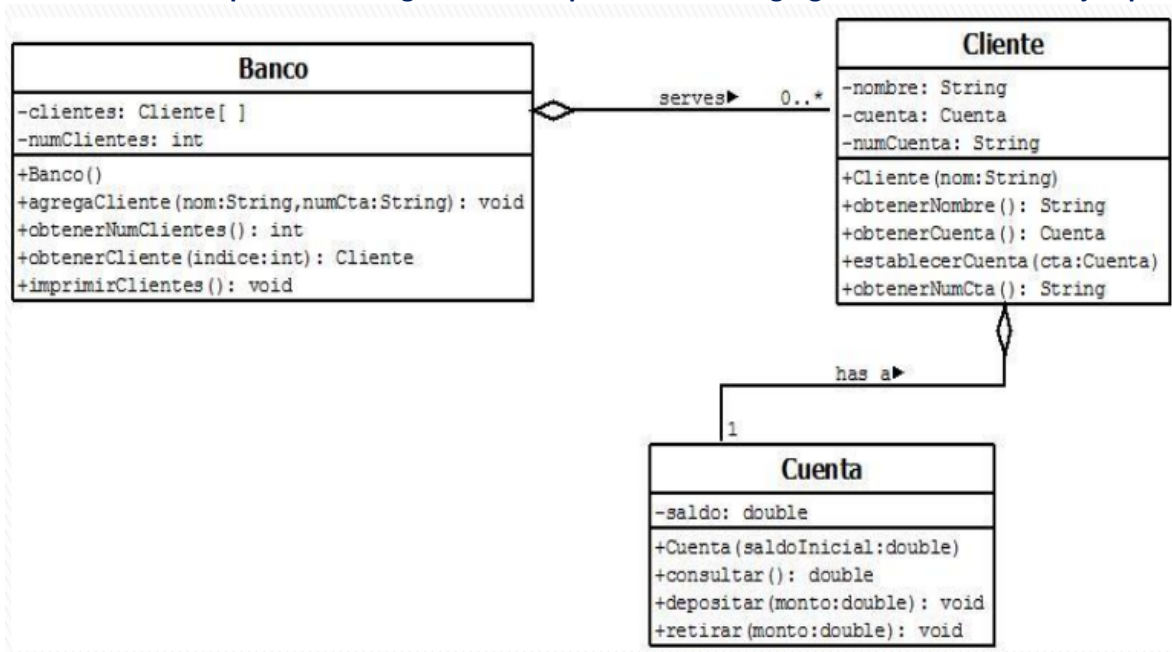 Banco
-clientes: Cliente[ ]
-numClientes: int
+Banco()
+agregaCliente(nom:String,numCta:String): void
+obtenerNumClientes(): int
+obtenerCliente(indice:int): Cliente
+imprimirClientes(): void
serves▶ 0..*
Cliente
-nombre: String
-cuenta: Cuenta
-numCuenta: String
+Cliente(nom:String)
+obtenerNombre(): String
+obtenerCuenta(): Cuenta
+establecerCuenta(cta:Cuenta)
+obtenerNumCta(): String
has a▶
1
Cuenta
-saldo: double
+Cuenta(saldoInicial:double)
+consultar(): double
+depositar(monto:double): void
+retirar(monto:double): void